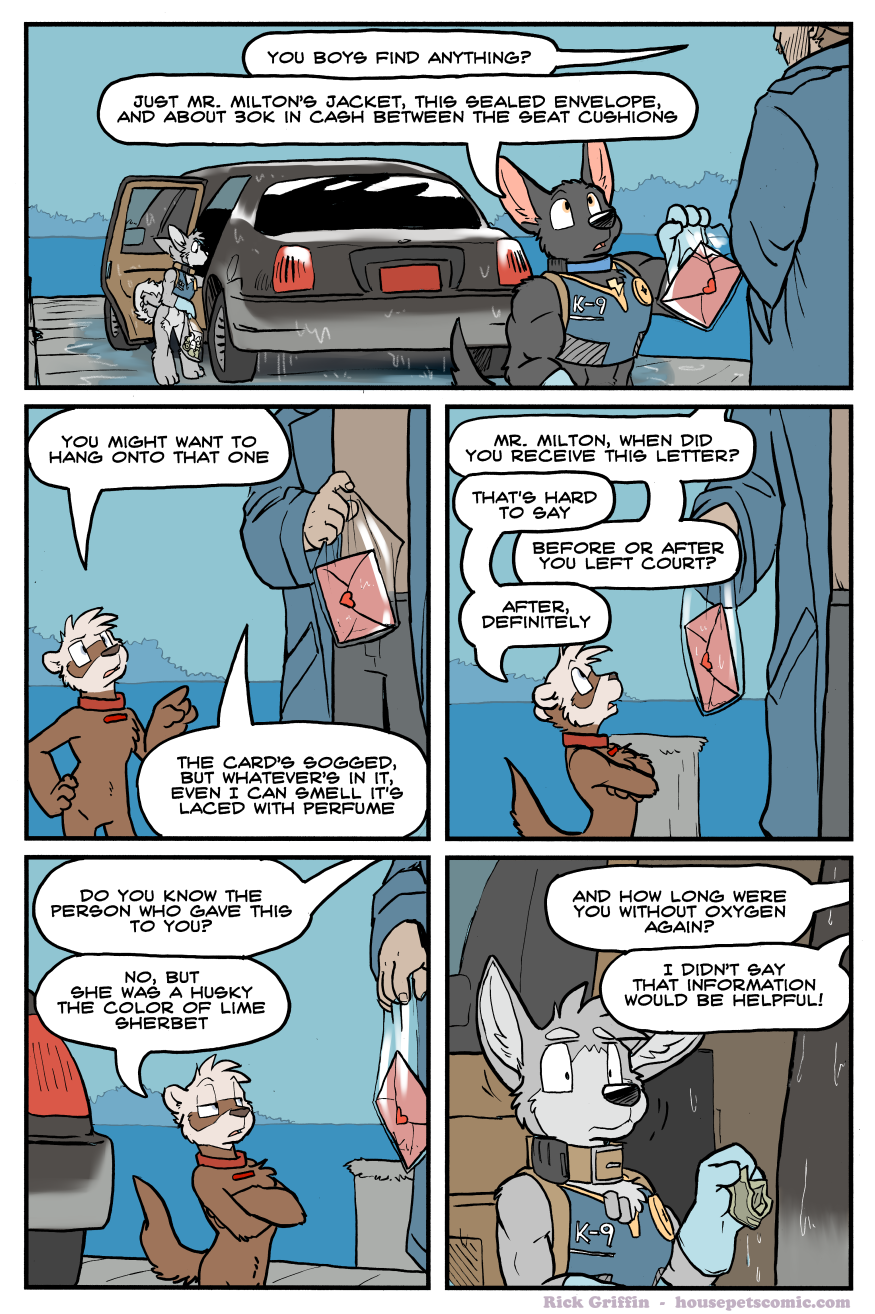 YOU BOYS FIND ANYTHING?
JUST MR. MILTON'S JACKET, THIS SEALED ENVELOPE,
AND ABOUT 30K IN CASH BETWEEN THE SEAT CUSHIONS
K-9
YOU MIGHT WANT TO
HANG ONTO THAT ONE
THE CARD'S SOGGED,
BUT WHATEVER'S IN IT,
EVEN I CAN SMELL IT'S
LACED WITH PERFUME
MR. MILTON, WHEN DID
YOU RECEIVE THIS LETTER?
THAT'S HARD
TO SAY
BEFORE OR AFTER
YOU LEFT COURT?
AFTER,
DEFINITELY
DO YOU KNOW THE
PERSON WHO GAVE THIS
TO YOU?
NO, BUT
SHE WAS A HUSKY
THE COLOR OF LIME
SHERBET
AND HOW LONG WERE
YOU WITHOUT OXYGEN
AGAIN?
I DIDN'T SAY
THAT INFORMATION
WOULD BE HELPFUL!
K-9
Rick Griffin - housepetscomic.com